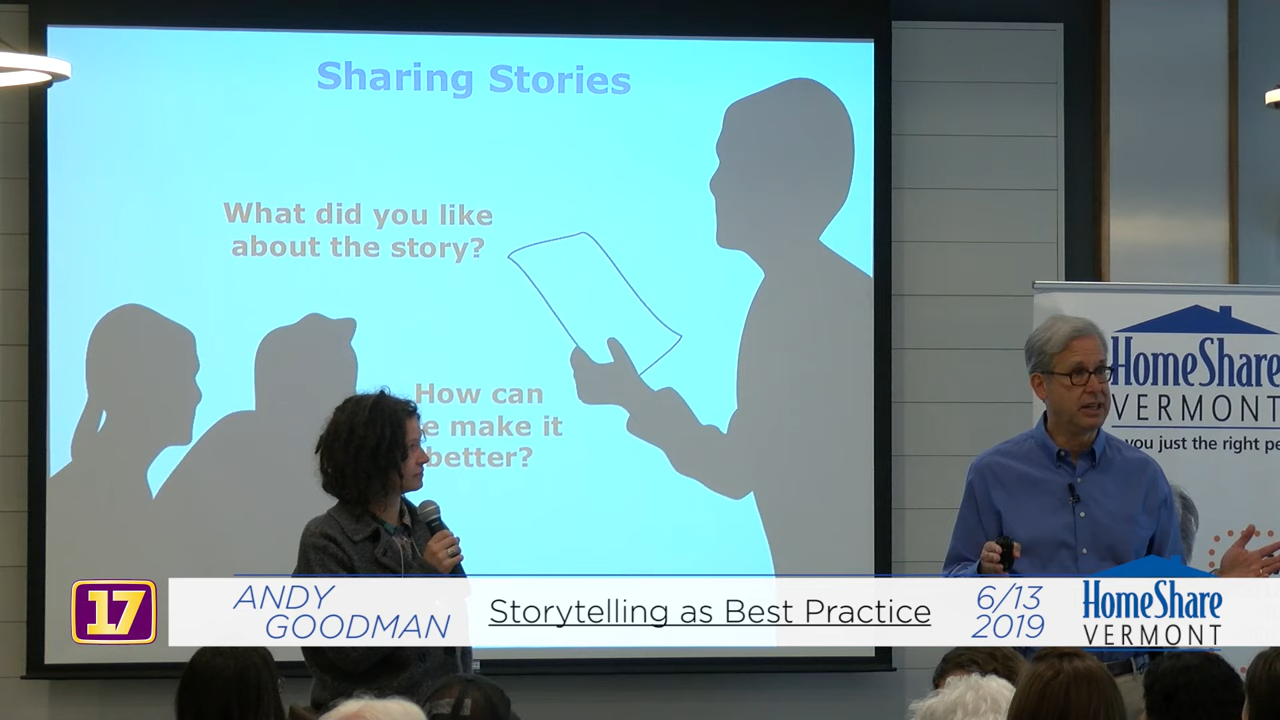 Sharing Stories
What did you like
about the story?
How can
e make it
better?
HomeShare
VERMONT
you just the right pe
17
ANDY
GOODMAN
Storytelling as Best Practice
6/13
2019
HomeShare
VERMONT